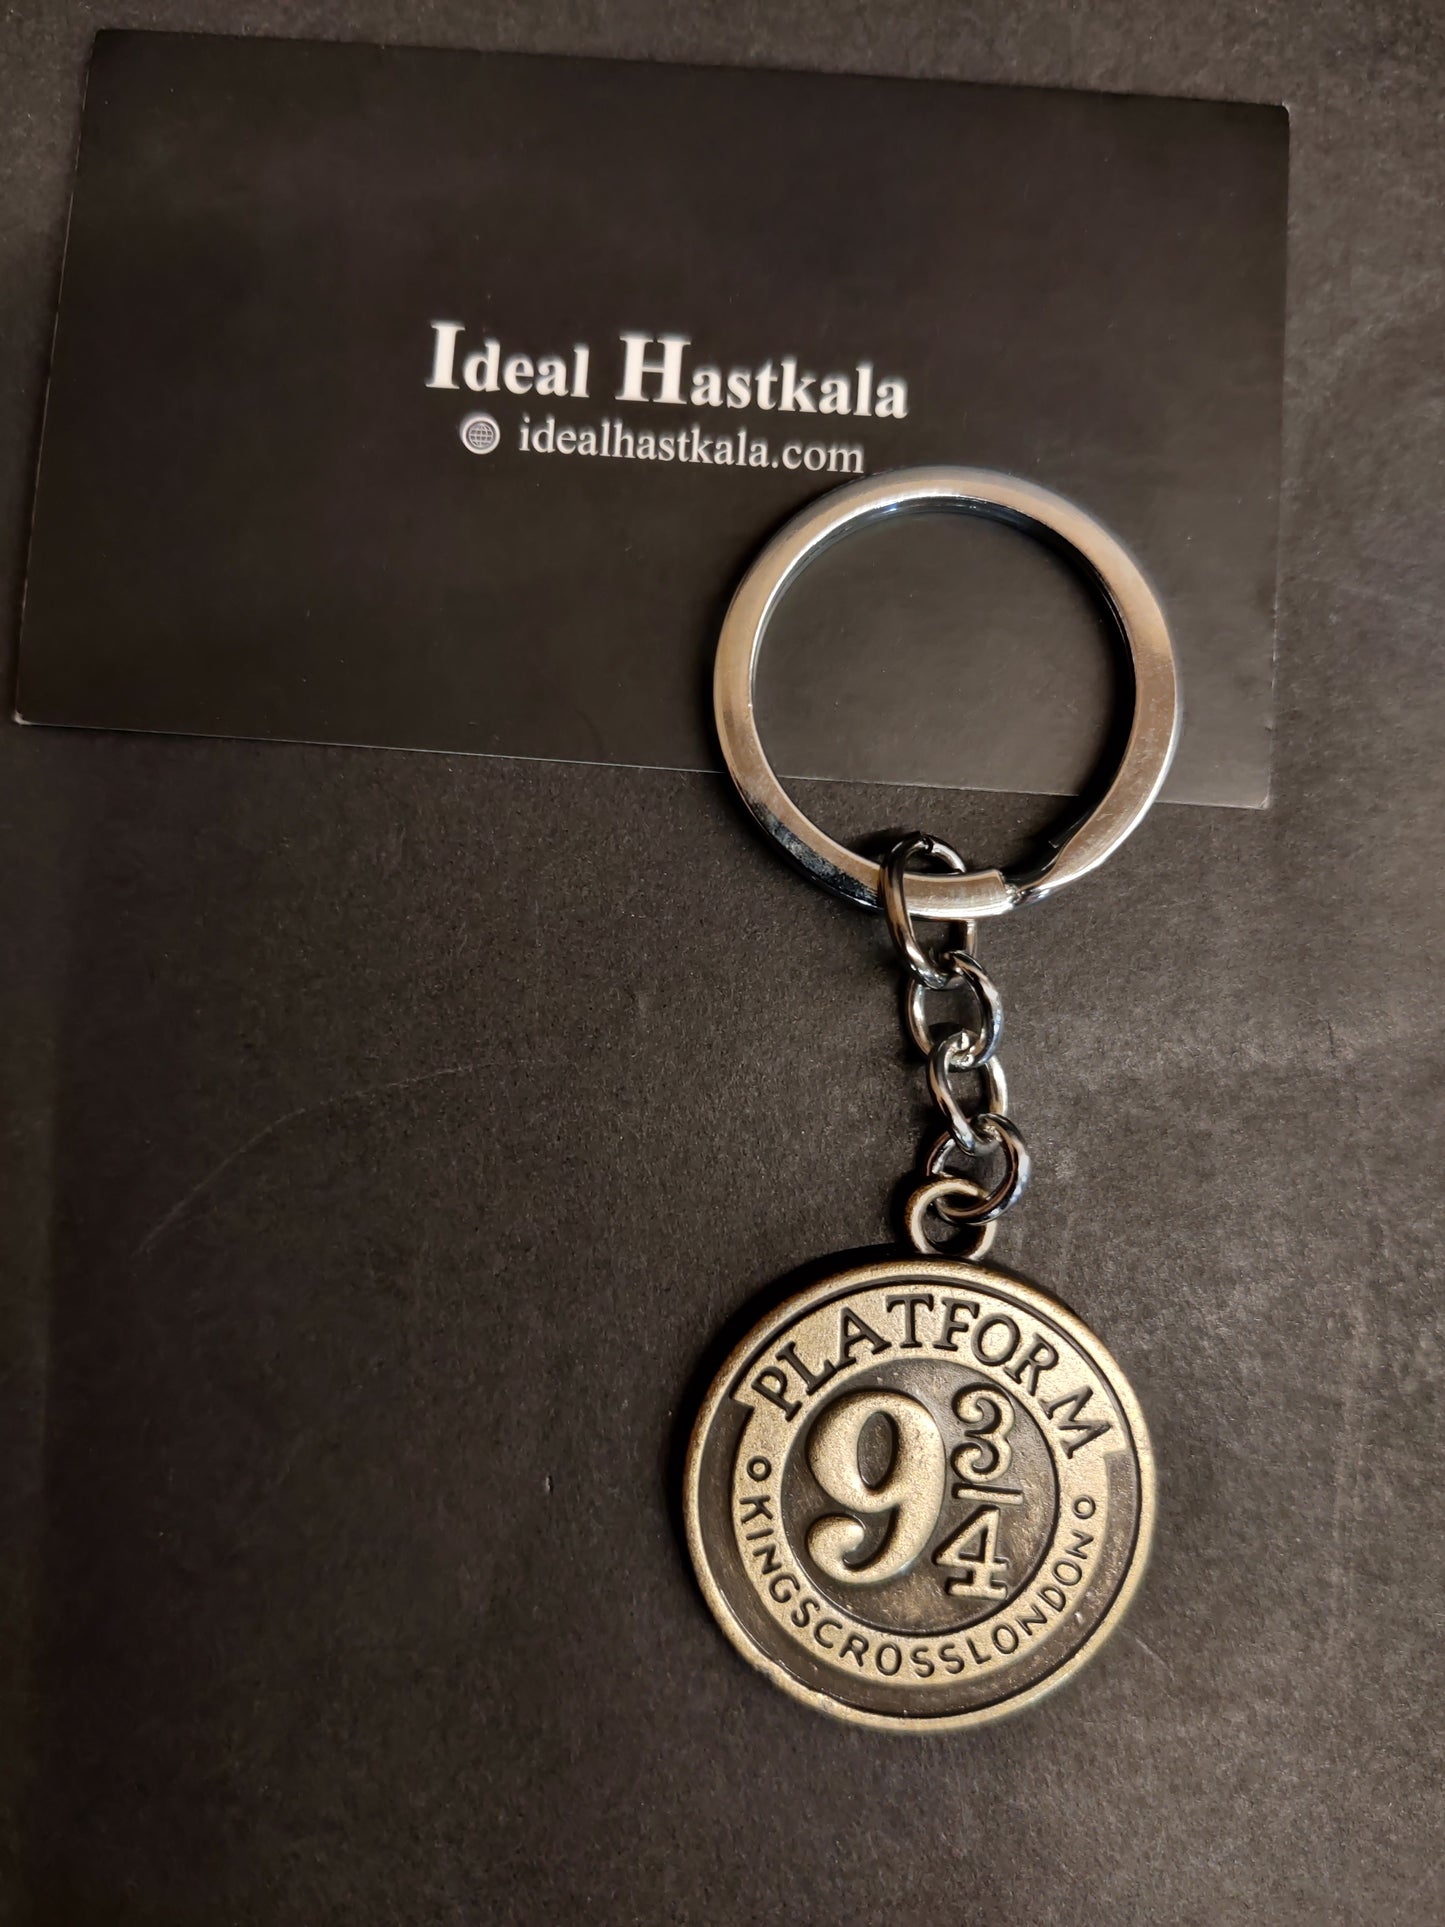 Ideal Hastkala
idealhastkala.com
PLATFORM
9 3/4
KINGSCROSSLONDON